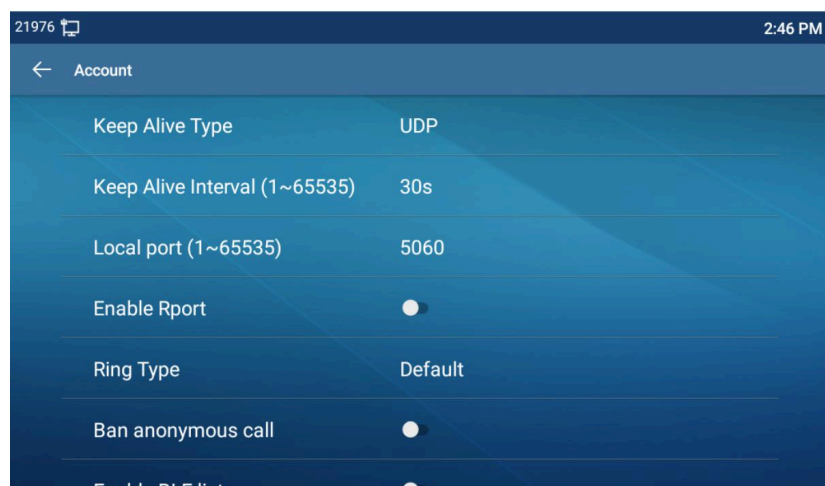 21976 2:46 PM
Account
Keep Alive Type UDP
Keep Alive Interval (1~65535) 30s
Local port (1~65535) 5060
Enable Rport
Ring Type Default
Ban anonymous call